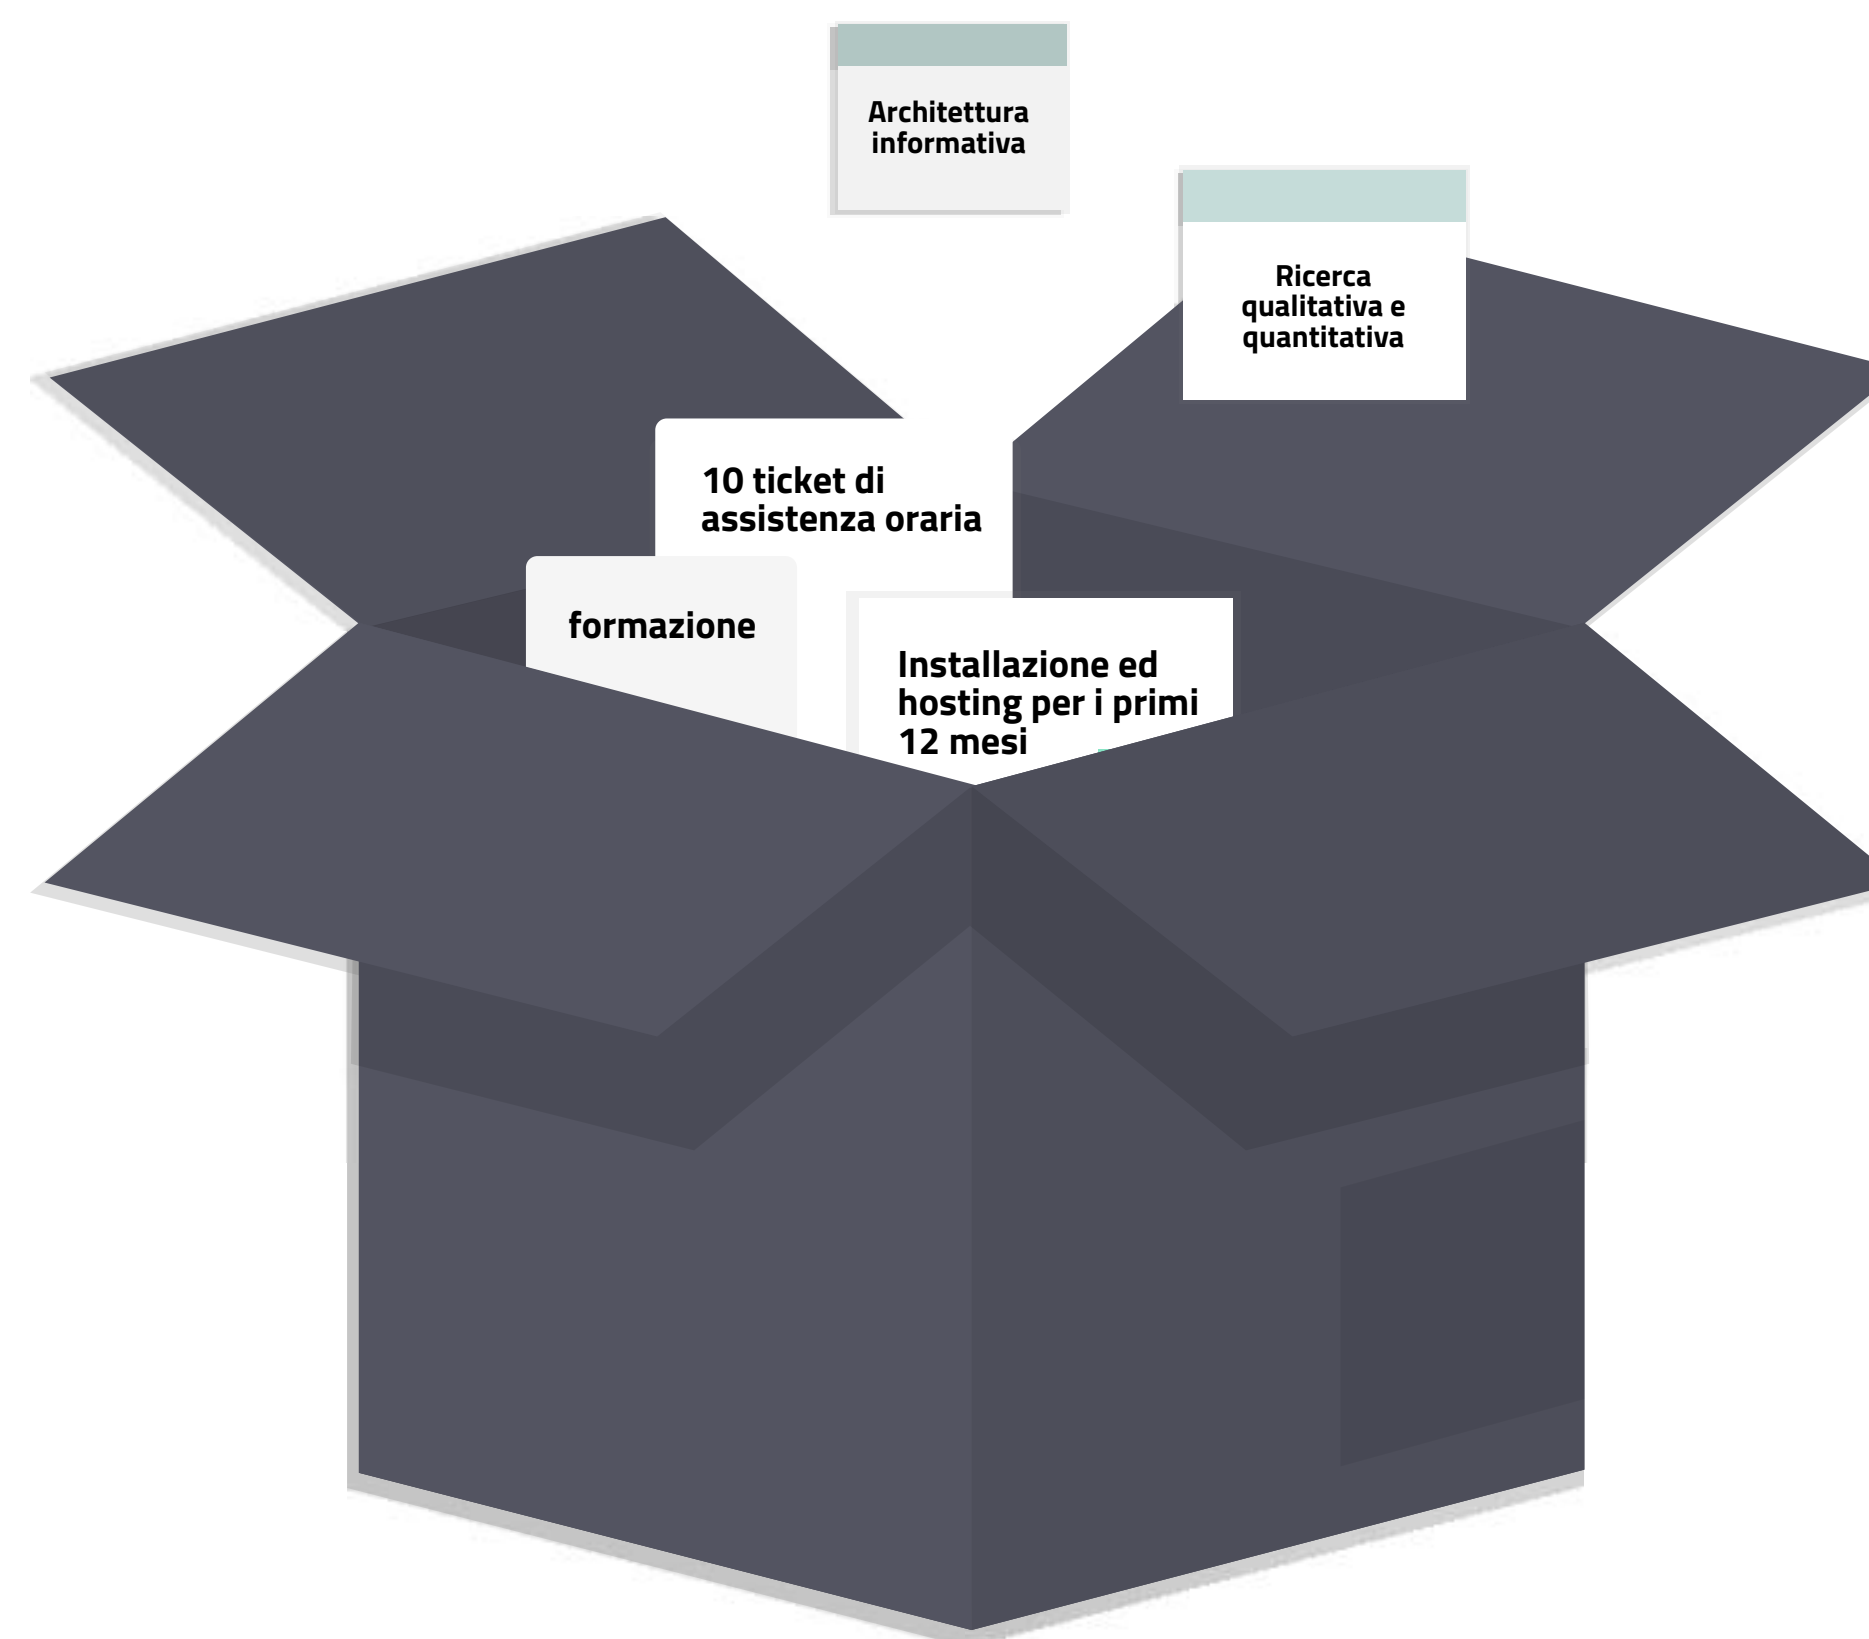 Architettura
informativa
Ricerca
qualitativa e
quantitativa
10 ticket di
assistenza oraria
formazione
Installazione ed
hosting per i primi
12 mesi